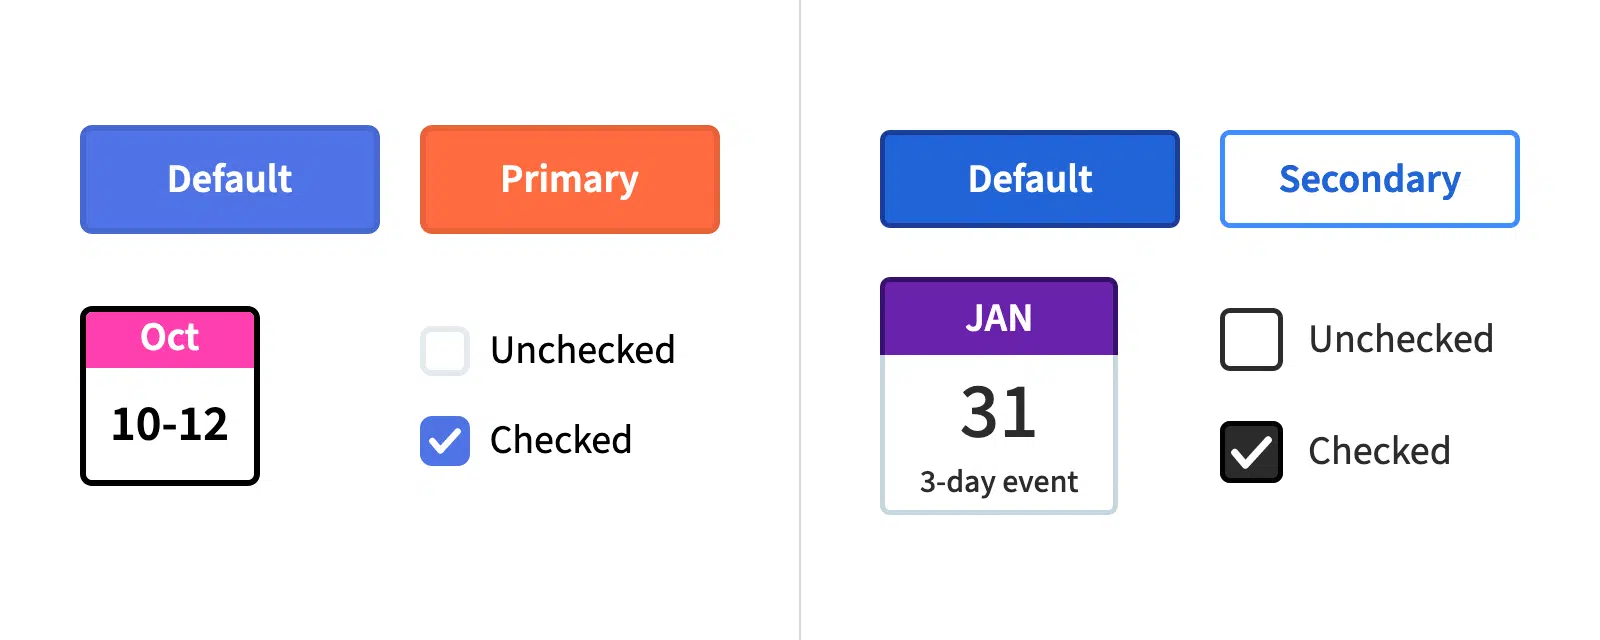 Default
Primary
Oct
10-12
Unchecked
Checked
Default
Secondary
JAN
31
3-day event
Unchecked
Checked